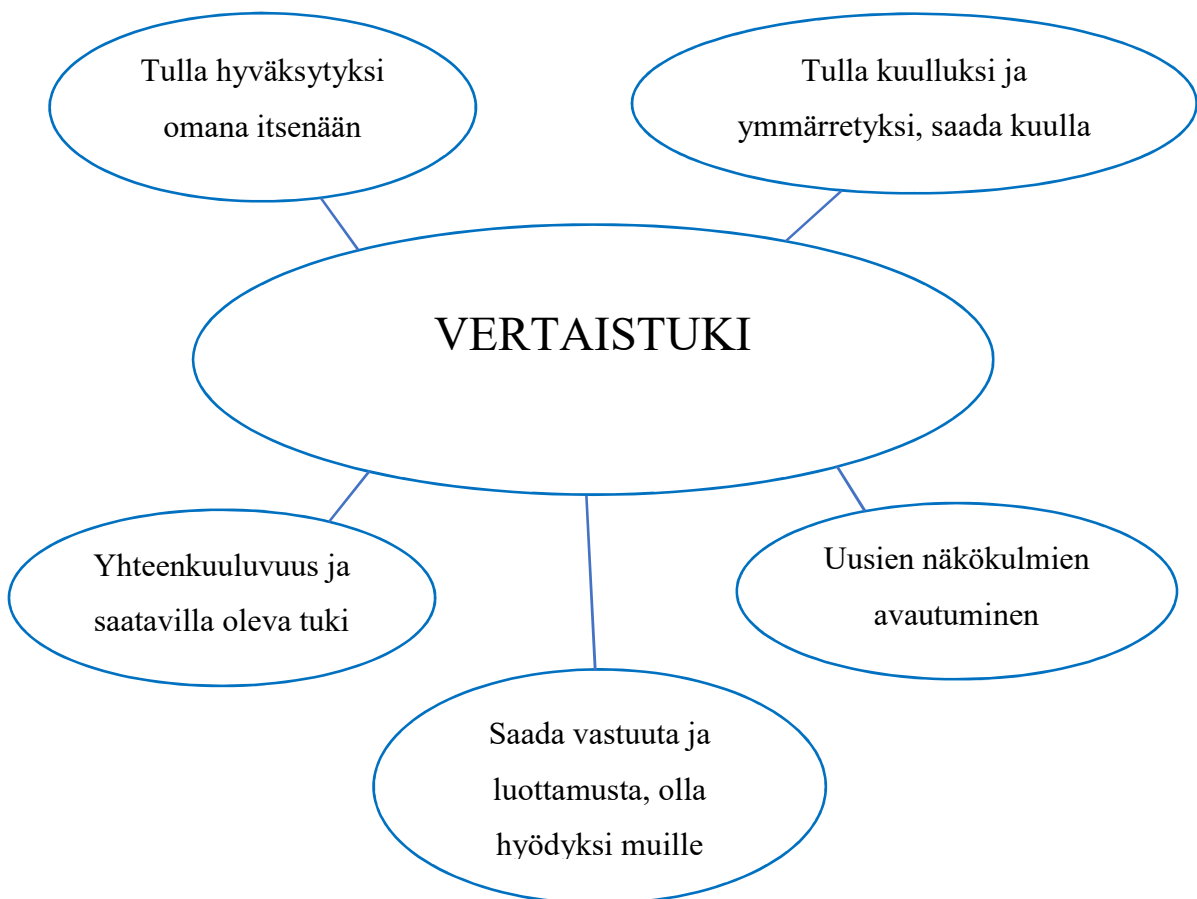 Tulla hyväksytyksi
omana itsenään
Tulla kuulluksi ja
ymmärretyksi, saada kuulla
VERTAISTUKI
Yhteenkuuluvuus ja
saatavilla oleva tuki
Uusien näkökulmien
avautuminen
Saada vastuuta ja
luottamusta, olla
hyödyksi muille